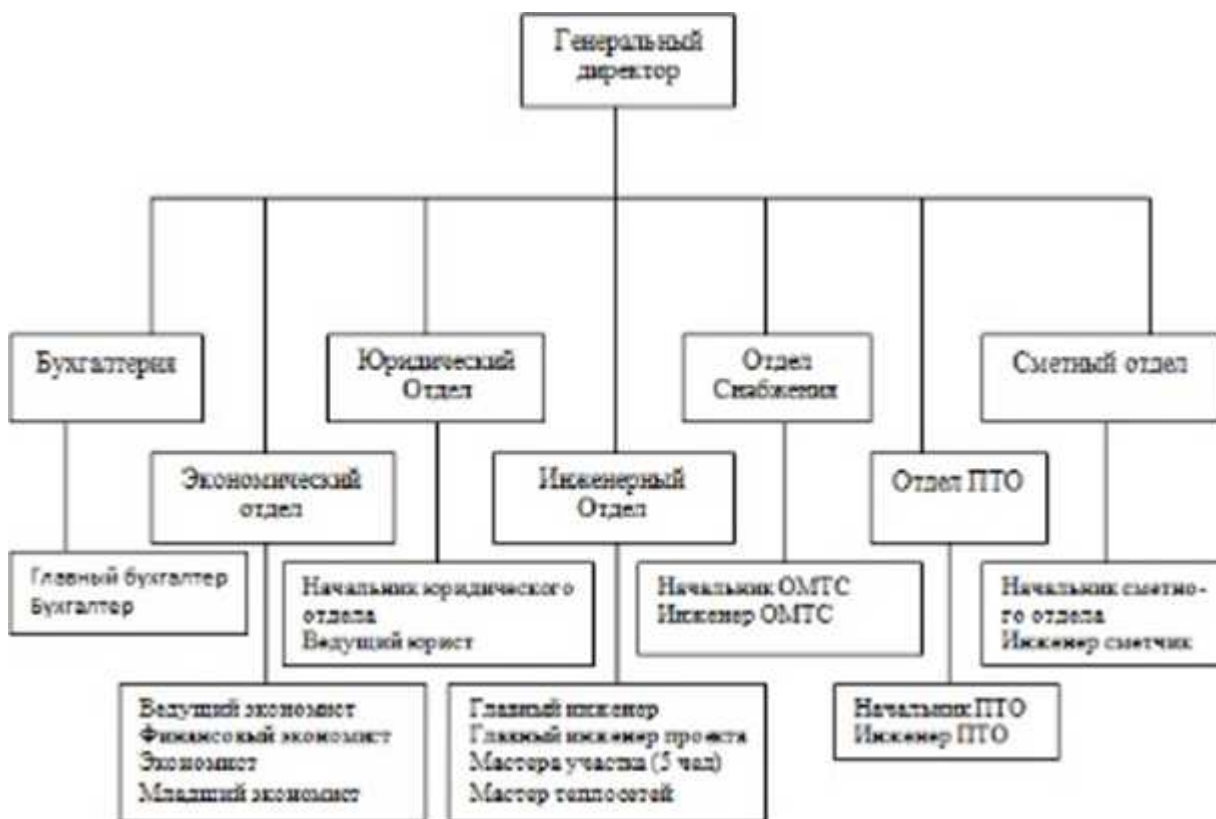 Генеральный
директор
Бухгалтерия
Юридический
Отдел
Отдел
Снабжения
Сметный отдел
Экономический
отдел
Инженерный
Отдел
Отдел ПТО
Главный бухгалтер
Бухгалтер
Начальник юридического
отдела
Ведущий юрист
Начальник ОМТС
Инженер ОМТС
Начальник сметно-
го отдела
Инженер сметчик
Ведущий экономист
Финансовый экономист
Экономист
Младший экономист
Главный инженер
Главный инженер проекта
Мастера участка (5 чел)
Мастер теплосетей
Начальник ПТО
Инженер ПТО